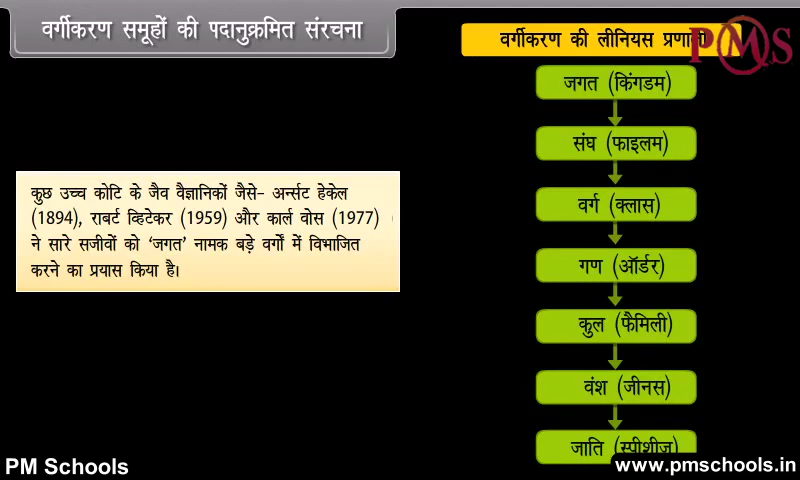 वर्गीकरण समूहों की पदानुक्रमित संरचना
वर्गीकरण की लीनियस प्रणाली
PMS
जगत (किंगडम)
संघ (फाइलम)
वर्ग (क्लास)
गण (ऑर्डर)
कुल (फैमिली)
वंश (जीनस)
जाति (स्पीशीज)
कुछ उच्च कोटि के जैव वैज्ञानिकों जैसे- अर्न्सट हेकेल
(1894), राबर्ट व्हिटेकर (1959) और कार्ल वोस (1977)
ने सारे सजीवों को ‘जगत’ नामक बड़े वर्गों में विभाजित
करने का प्रयास किया है।
PM Schools
www.pmschools.in